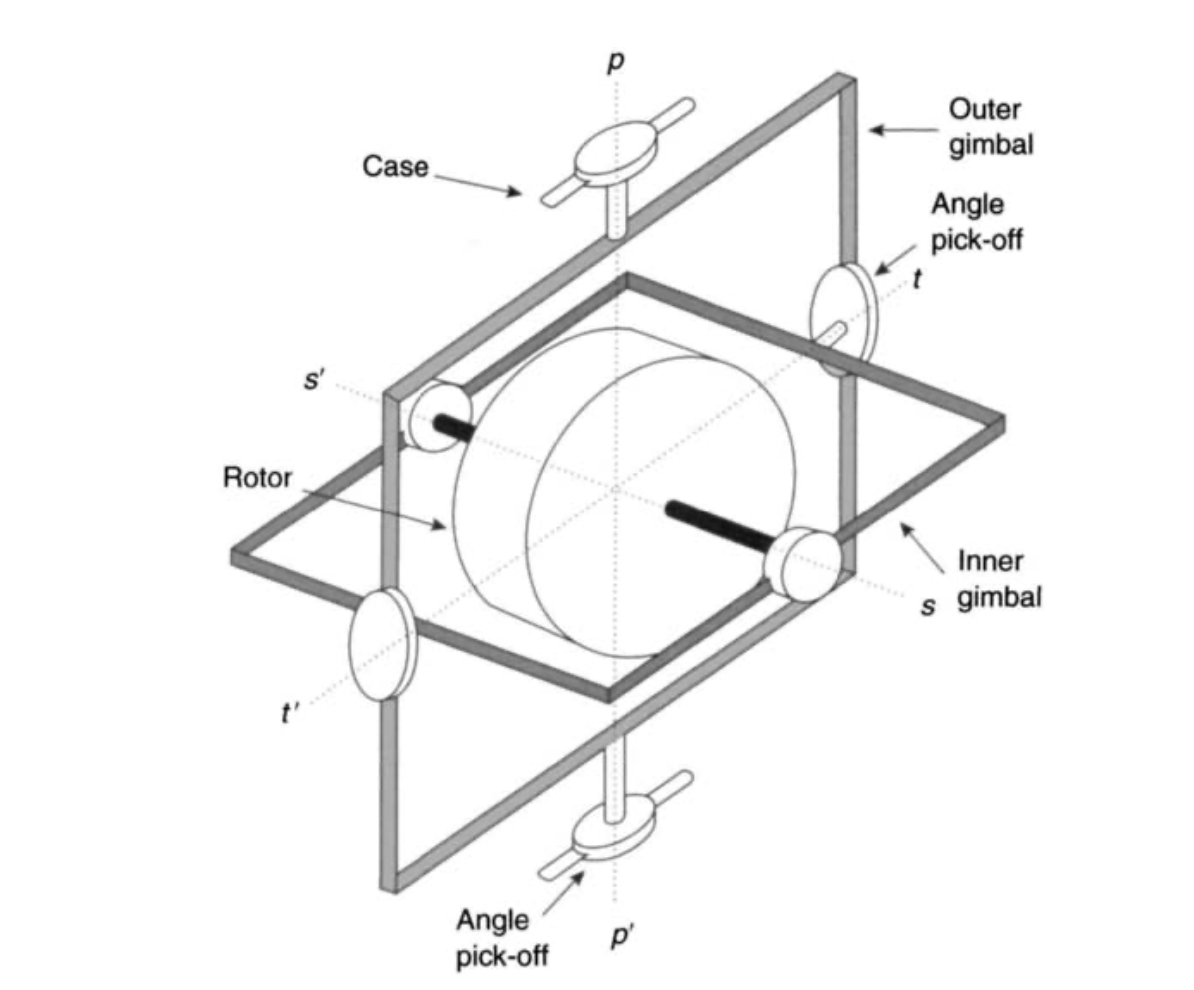 p
Outer
gimbal
Case
Angle
pick-off
t
s′
Rotor
Inner
gimbal
s
t′
Angle
pick-off
p′